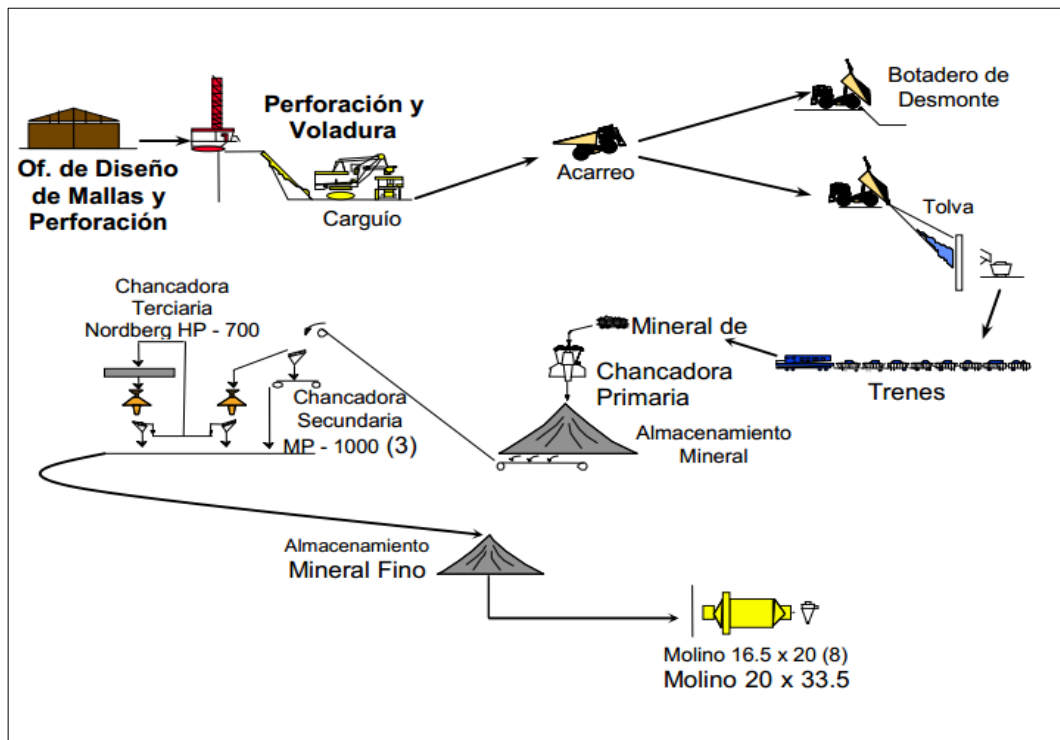 Of. de Diseño
de Mallas y
Perforación
Perforación y
Voladura
Carguío
Acarreo
Botadero de
Desmonte
Tolva
Trenes
Mineral de
Chancadora
Primaria
Almacenamiento
Mineral
Chancadora
Secundaria
MP - 1000 (3)
Chancadora
Terciaria
Nordberg HP - 700
Almacenamiento
Mineral Fino
Molino 16.5 x 20 (8)
Molino 20 x 33.5